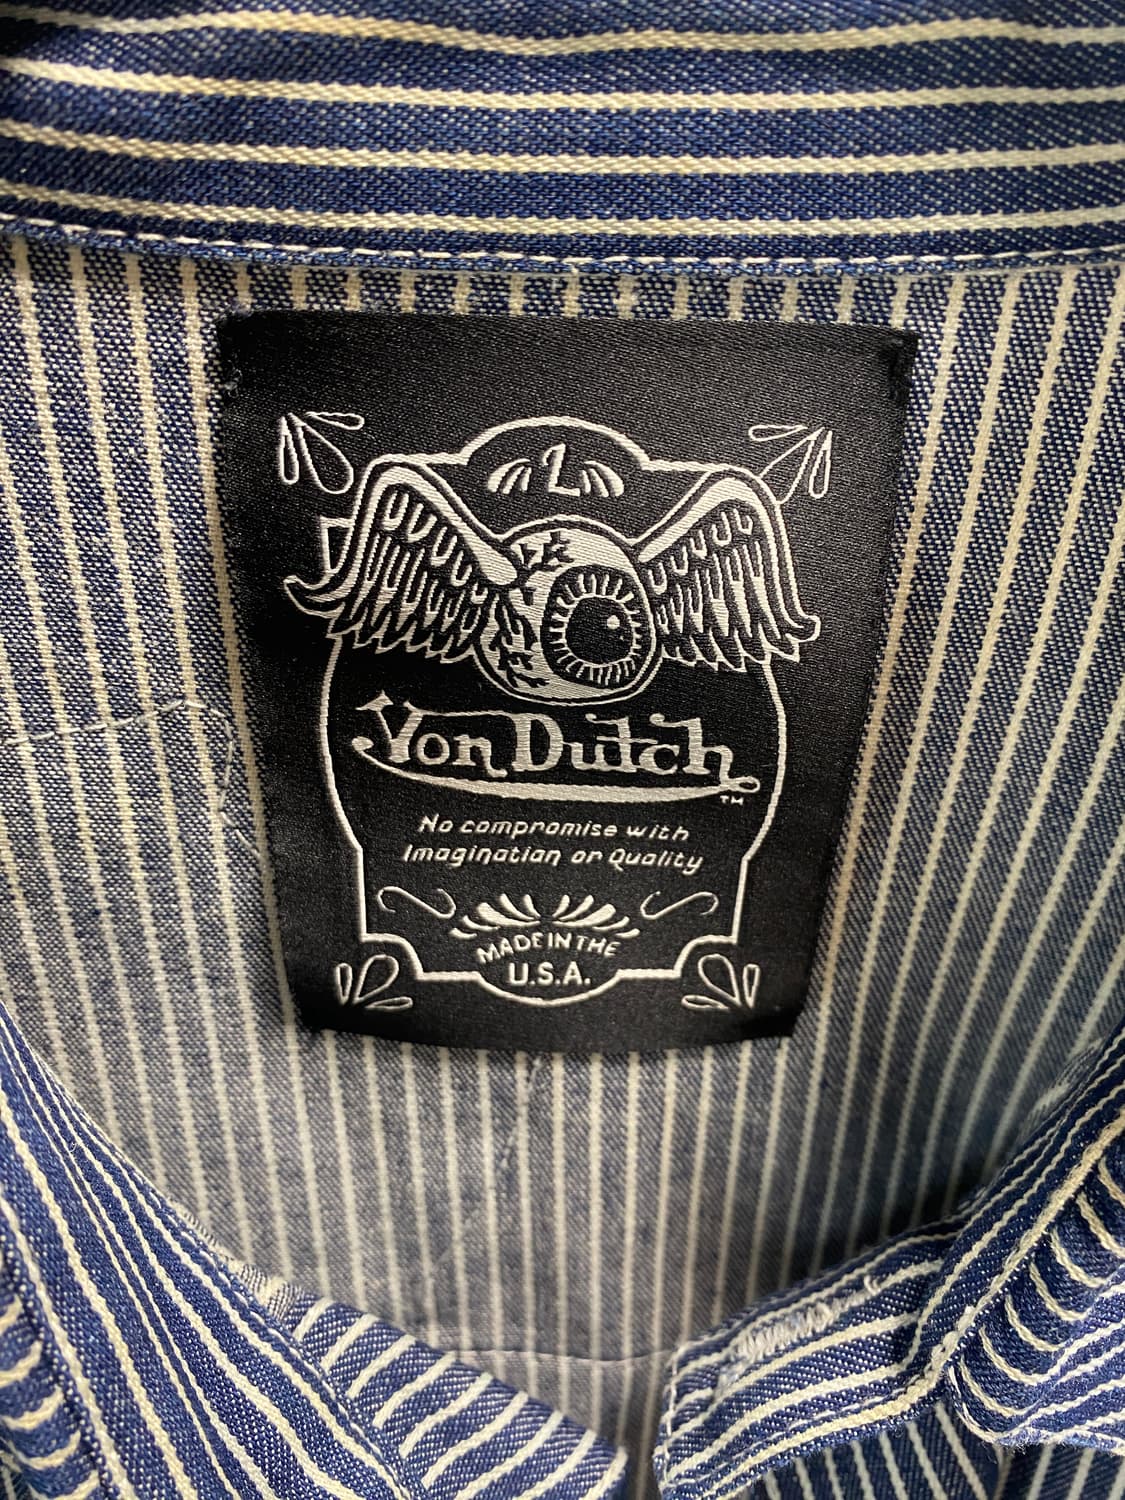 L
Von Dutch
TM
No compromise with
Imagination or Quality
MADE IN THE
U.S.A.